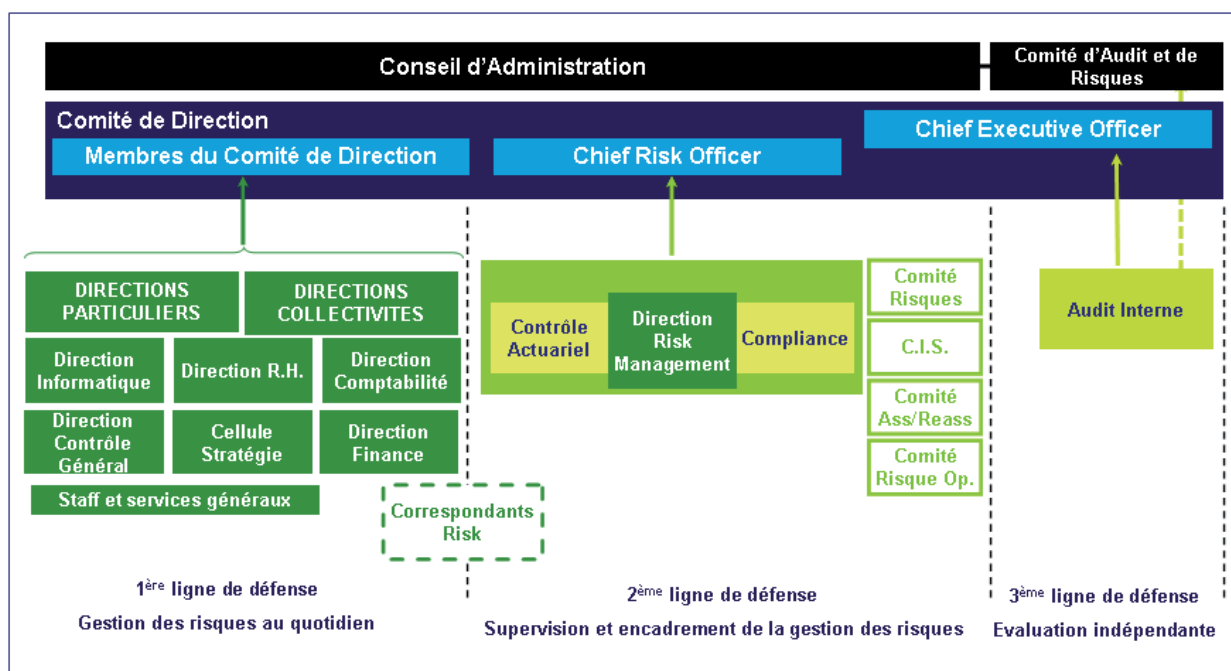 Conseil d'Administration
Comité d'Audit et de
Risques
Comité de Direction
Membres du Comité de Direction
Chief Risk Officer
Chief Executive Officer
DIRECTIONS
PARTICULIERS
DIRECTIONS
COLLECTIVITES
Direction
Informatique
Direction R.H.
Direction
Comptabilité
Direction
Contrôle
Général
Cellule
Stratégie
Direction
Finance
Staff et services généraux
Correspondants
Risk
Contrôle
Actuariel
Direction
Risk
Management
Compliance
Comité
Risques
C.I.S.
Comité
Ass/Reass
Comité
Risque Op.
Audit Interne
1ère ligne de défense
Gestion des risques au quotidien
2ème ligne de défense
Supervision et encadrement de la gestion des risques
3ème ligne de défense
Evaluation indépendante